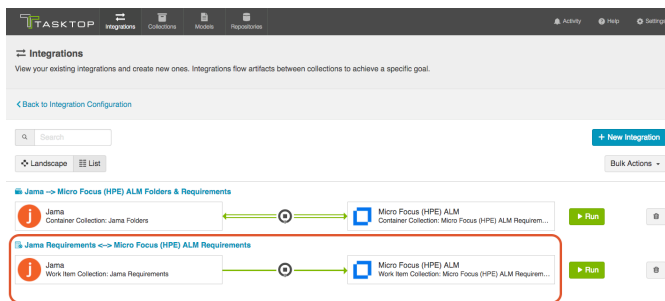 TASKTOP
Integrations
Collections
Models
Repositories
Activity
Help
Settings
Integrations
View your existing integrations and create new ones. Integrations flow artifacts between collections to achieve a specific goal.
Back to Integration Configuration
Search
+ New Integration
Landscape
List
Bulk Actions
Jama --> Micro Focus (HPE) ALM Folders & Requirements
Jama
Container Collection: Jama Folders
Micro Focus (HPE) ALM
Container Collection: Micro Focus (HPE) ALM Requirem...
Run
Jama Requirements <--> Micro Focus (HPE) ALM Requirements
Jama
Work Item Collection: Jama Requirements
Micro Focus (HPE) ALM
Work Item Collection: Micro Focus (HPE) ALM Requirem...
Run